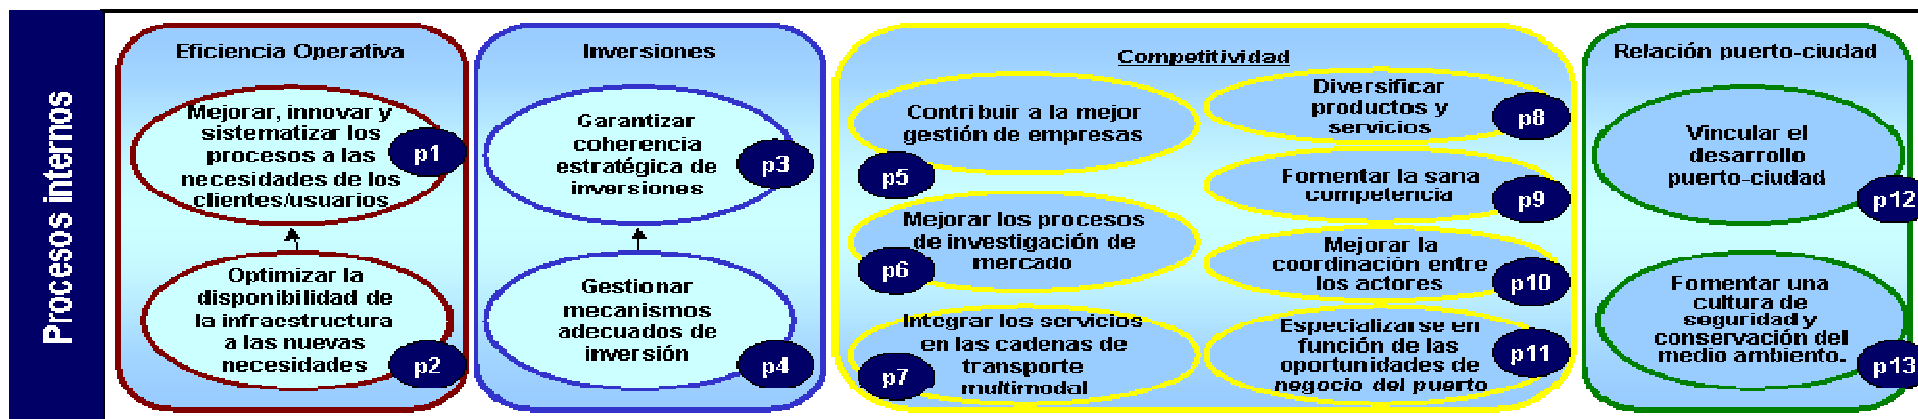 Procesos internos
Eficiencia Operativa
Mejorar, innovar y
sistematizar los
procesos a las
necesidades de los
clientes/usuarios
p1
Optimizar la
disponibilidad de
la infraestructura
a las nuevas
necesidades
p2
Inversiones
Garantizar
coherencia
estratégica de
inversiones
p3
Gestionar
mecanismos
adecuados de
inversión
p4
Competitividad
Contribuir a la mejor
gestión de empresas
p5
Mejorar los procesos
de investigación de
mercado
p6
Integrar los servicios
en las cadenas de
transporte
multimodal
p7
Diversificar
productos y
servicios
p8
Fomentar la sana
competencia
p9
Mejorar la
coordinación entre
los actores
p10
Especializarse en
función de las
oportunidades de
negocio del puerto
p11
Relación puerto-ciudad
Vincular el
desarrollo
puerto-ciudad
p12
Fomentar una
cultura de
seguridad y
conservación del
medio ambiente.
p13